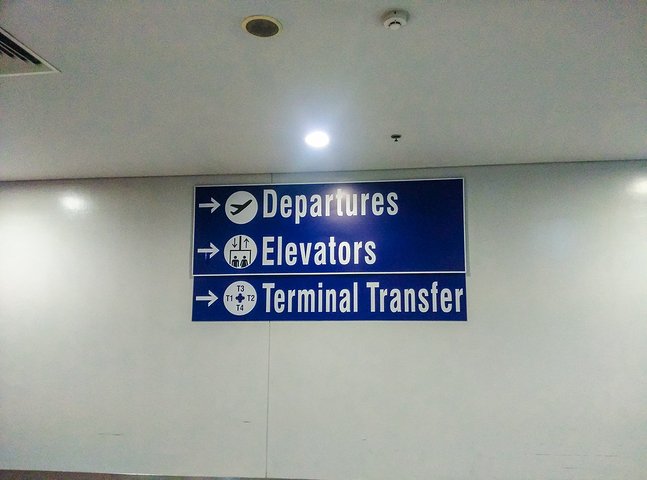 Departures
Elevators
T3
T1 T2
T4
Terminal Transfer